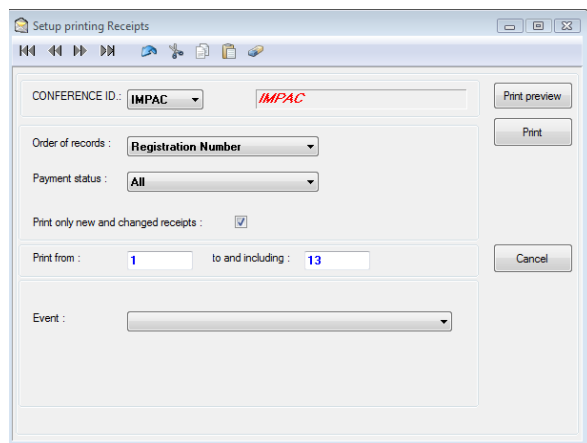 Setup printing Receipts
CONFERENCE ID.: IMPAC IMPAC Print preview
Print
Order of records : Registration Number
Payment status : All
Print only new and changed receipts :
Print from : 1 to and including : 13 Cancel
Event :